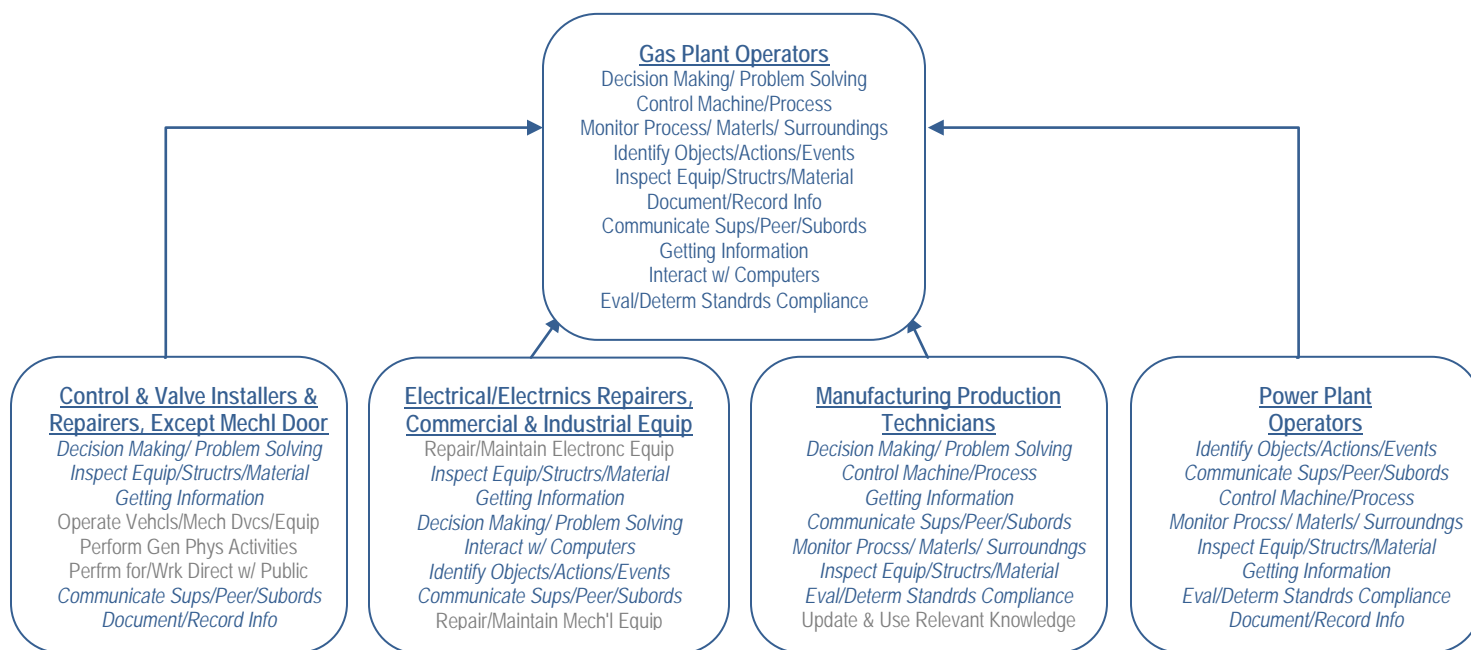 Gas Plant Operators
Decision Making/ Problem Solving
Control Machine/Process
Monitor Process/ Materls/ Surroundings
Identify Objects/Actions/Events
Inspect Equip/Structrs/Material
Document/Record Info
Communicate Sups/Peer/Subords
Getting Information
Interact w/ Computers
Eval/Determ Standrds Compliance
Control & Valve Installers &
Repairers, Except Mechl Door
Decision Making/ Problem Solving
Inspect Equip/Structrs/Material
Getting Information
Operate Vehcls/Mech Dvcs/Equip
Perform Gen Phys Activities
Perfrm for/Wrk Direct w/ Public
Communicate Sups/Peer/Subords
Document/Record Info
Electrical/Electrnics Repairers,
Commercial & Industrial Equip
Repair/Maintain Electronc Equip
Inspect Equip/Structrs/Material
Getting Information
Decision Making/ Problem Solving
Interact w/ Computers
Identify Objects/Actions/Events
Communicate Sups/Peer/Subords
Repair/Maintain Mech'l Equip
Manufacturing Production
Technicians
Decision Making/ Problem Solving
Control Machine/Process
Getting Information
Communicate Sups/Peer/Subords
Monitor Procss/ Materls/ Surroundngs
Inspect Equip/Structrs/Material
Eval/Determ Standrds Compliance
Update & Use Relevant Knowledge
Power Plant
Operators
Identify Objects/Actions/Events
Communicate Sups/Peer/Subords
Control Machine/Process
Monitor Procss/ Materls/ Surroundngs
Inspect Equip/Structrs/Material
Getting Information
Eval/Determ Standrds Compliance
Document/Record Info